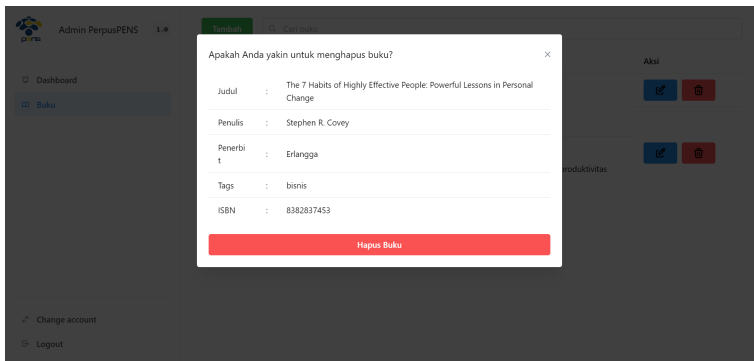 pens
Admin PerpusPENS 1.0
Tambah
Cari buku
Dashboard
Buku
Aksi
Apakah Anda yakin untuk menghapus buku?
Judul : The 7 Habits of Highly Effective People: Powerful Lessons in Personal
Change
Penulis : Stephen R. Covey
Penerbi
t : Erlangga
Tags : bisnis
ISBN : 8382837453
Hapus Buku
produktivitas
Change account
Logout